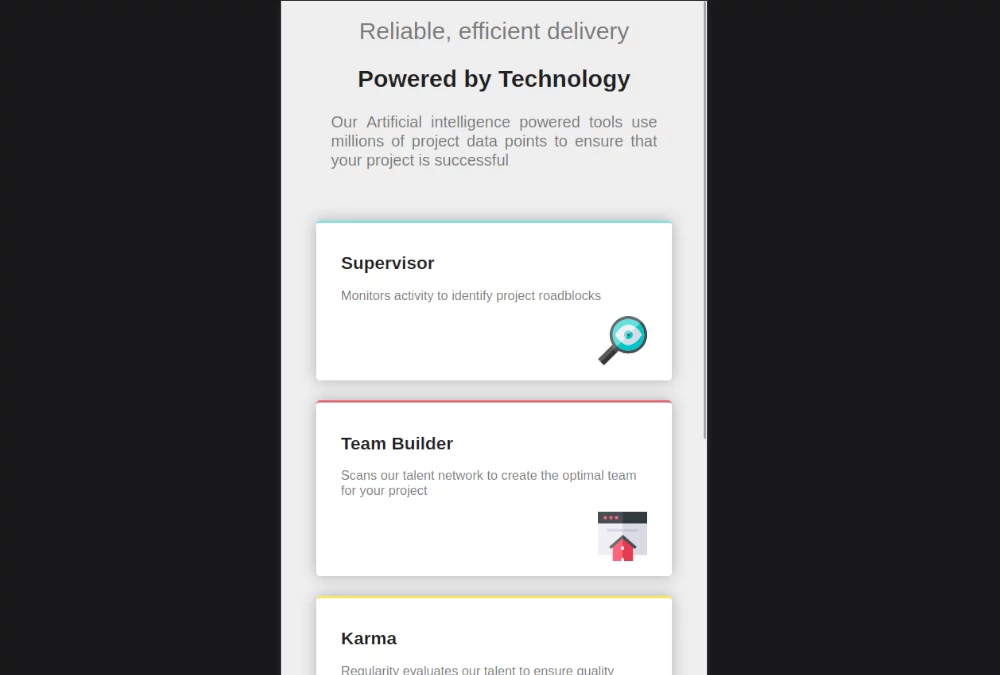 Reliable, efficient delivery
Powered by Technology
Our Artificial intelligence powered tools use
millions of project data points to ensure that
your project is successful
Supervisor
Monitors activity to identify project roadblocks
Team Builder
Scans our talent network to create the optimal team
for your project
Karma
Regularity evaluates our talent to ensure quality